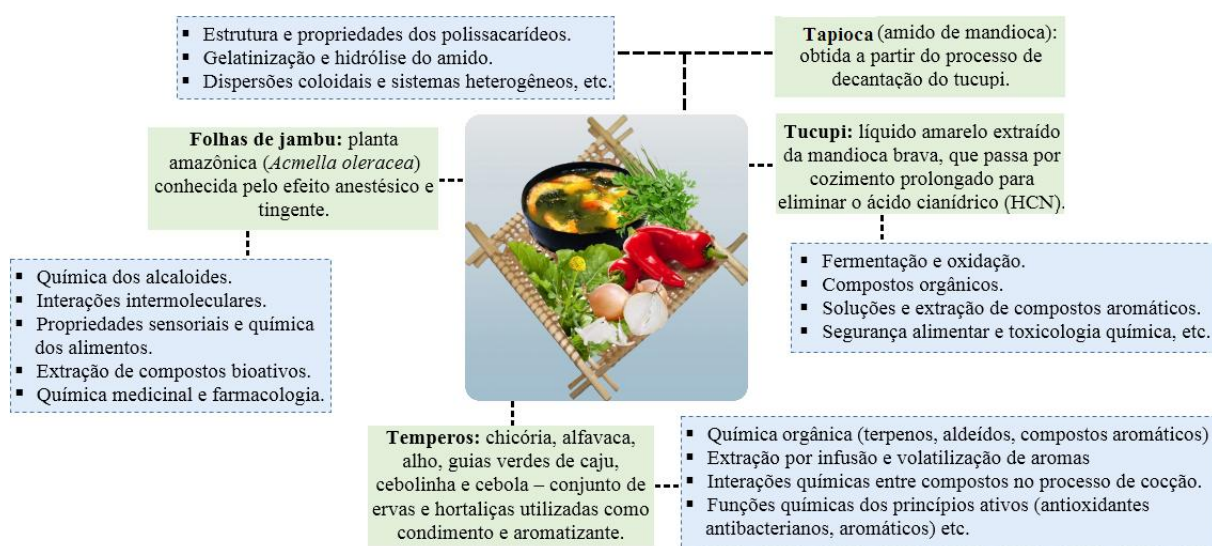 ▪ Estrutura e propriedades dos polissacarídeos.
▪ Gelatinização e hidrólise do amido.
▪ Dispersões coloidais e sistemas heterogêneos, etc.
Tapioca (amido de mandioca):
obtida a partir do processo de
decantação do tucupi.
Folhas de jambu: planta
amazônica (Acmella oleracea)
conhecida pelo efeito anestésico e
tingente.
Tucupi: líquido amarelo extraído
da mandioca brava, que passa por
cozimento prolongado para
eliminar o ácido cianídrico (HCN).
▪ Química dos alcaloides.
▪ Interações intermoleculares.
▪ Propriedades sensoriais e química
dos alimentos.
▪ Extração de compostos bioativos.
▪ Química medicinal e farmacologia.
▪ Fermentação e oxidação.
▪ Compostos orgânicos.
▪ Soluções e extração de compostos aromáticos.
▪ Segurança alimentar e toxicologia química, etc.
Temperos: chicória, alfavaca,
alho, guias verdes de caju,
cebolinha e cebola – conjunto de
ervas e hortaliças utilizadas como
condimento e aromatizante.
▪ Química orgânica (terpenos, aldeídos, compostos aromáticos)
▪ Extração por infusão e volatilização de aromas
▪ Interações químicas entre compostos no processo de cocção.
▪ Funções químicas dos princípios ativos (antioxidantes
antibacterianos, aromáticos) etc.